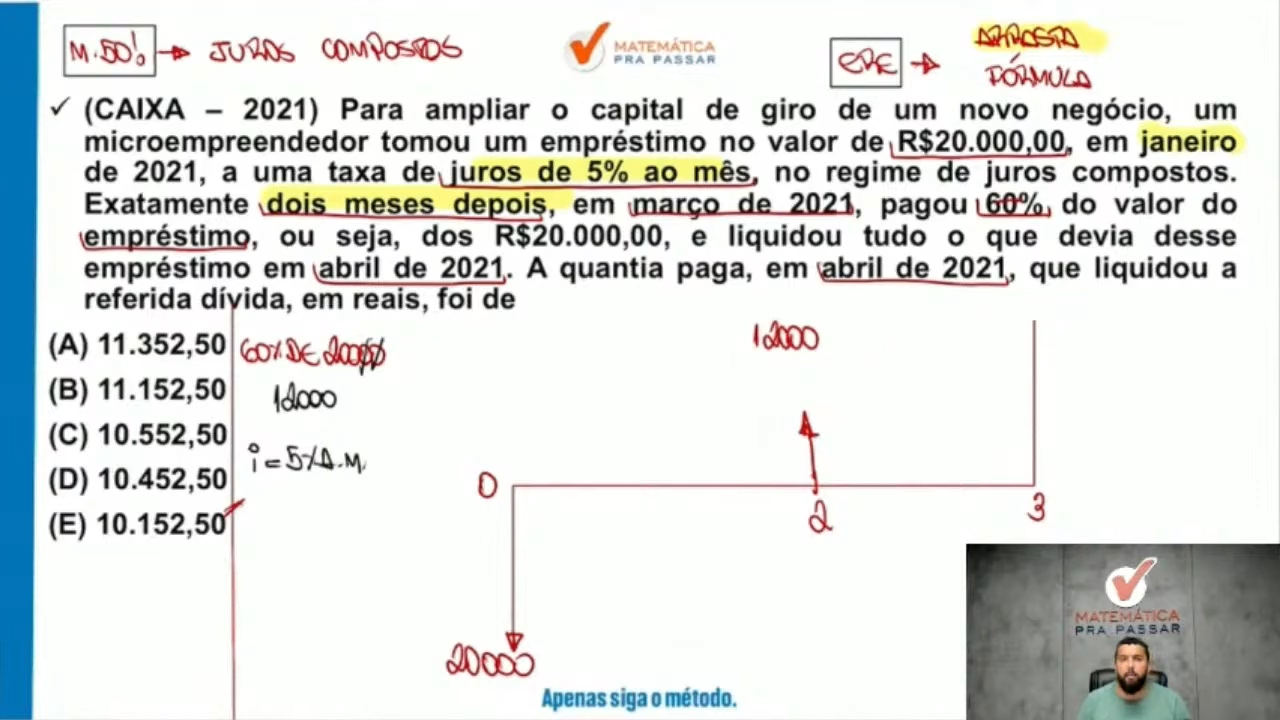 M.50! → JUROS COMPOSTOS
MATEMÁTICA
PRA PASSAR
ARROSTA
FÓRMULA
✓ (CAIXA – 2021) Para ampliar o capital de giro de um novo negócio, um
microempreendedor tomou um empréstimo no valor de R$20.000,00, em janeiro
de 2021, a uma taxa de juros de 5% ao mês, no regime de juros compostos.
Exatamente dois meses depois, em março de 2021, pagou 60% do valor do
empréstimo, ou seja, dos R$20.000,00, e liquidou tudo o que devia desse
empréstimo em abril de 2021. A quantia paga, em abril de 2021, que liquidou a
referida dívida, em reais, foi de
(A) 11.352,50
(B) 11.152,50
(C) 10.552,50
(D) 10.452,50
(E) 10.152,50
60% DE 20000
12000
i = 5% A.M.
12000
0
2
3
20000
Apenas siga o método.
MATEMÁTICA
PRA PASSAR